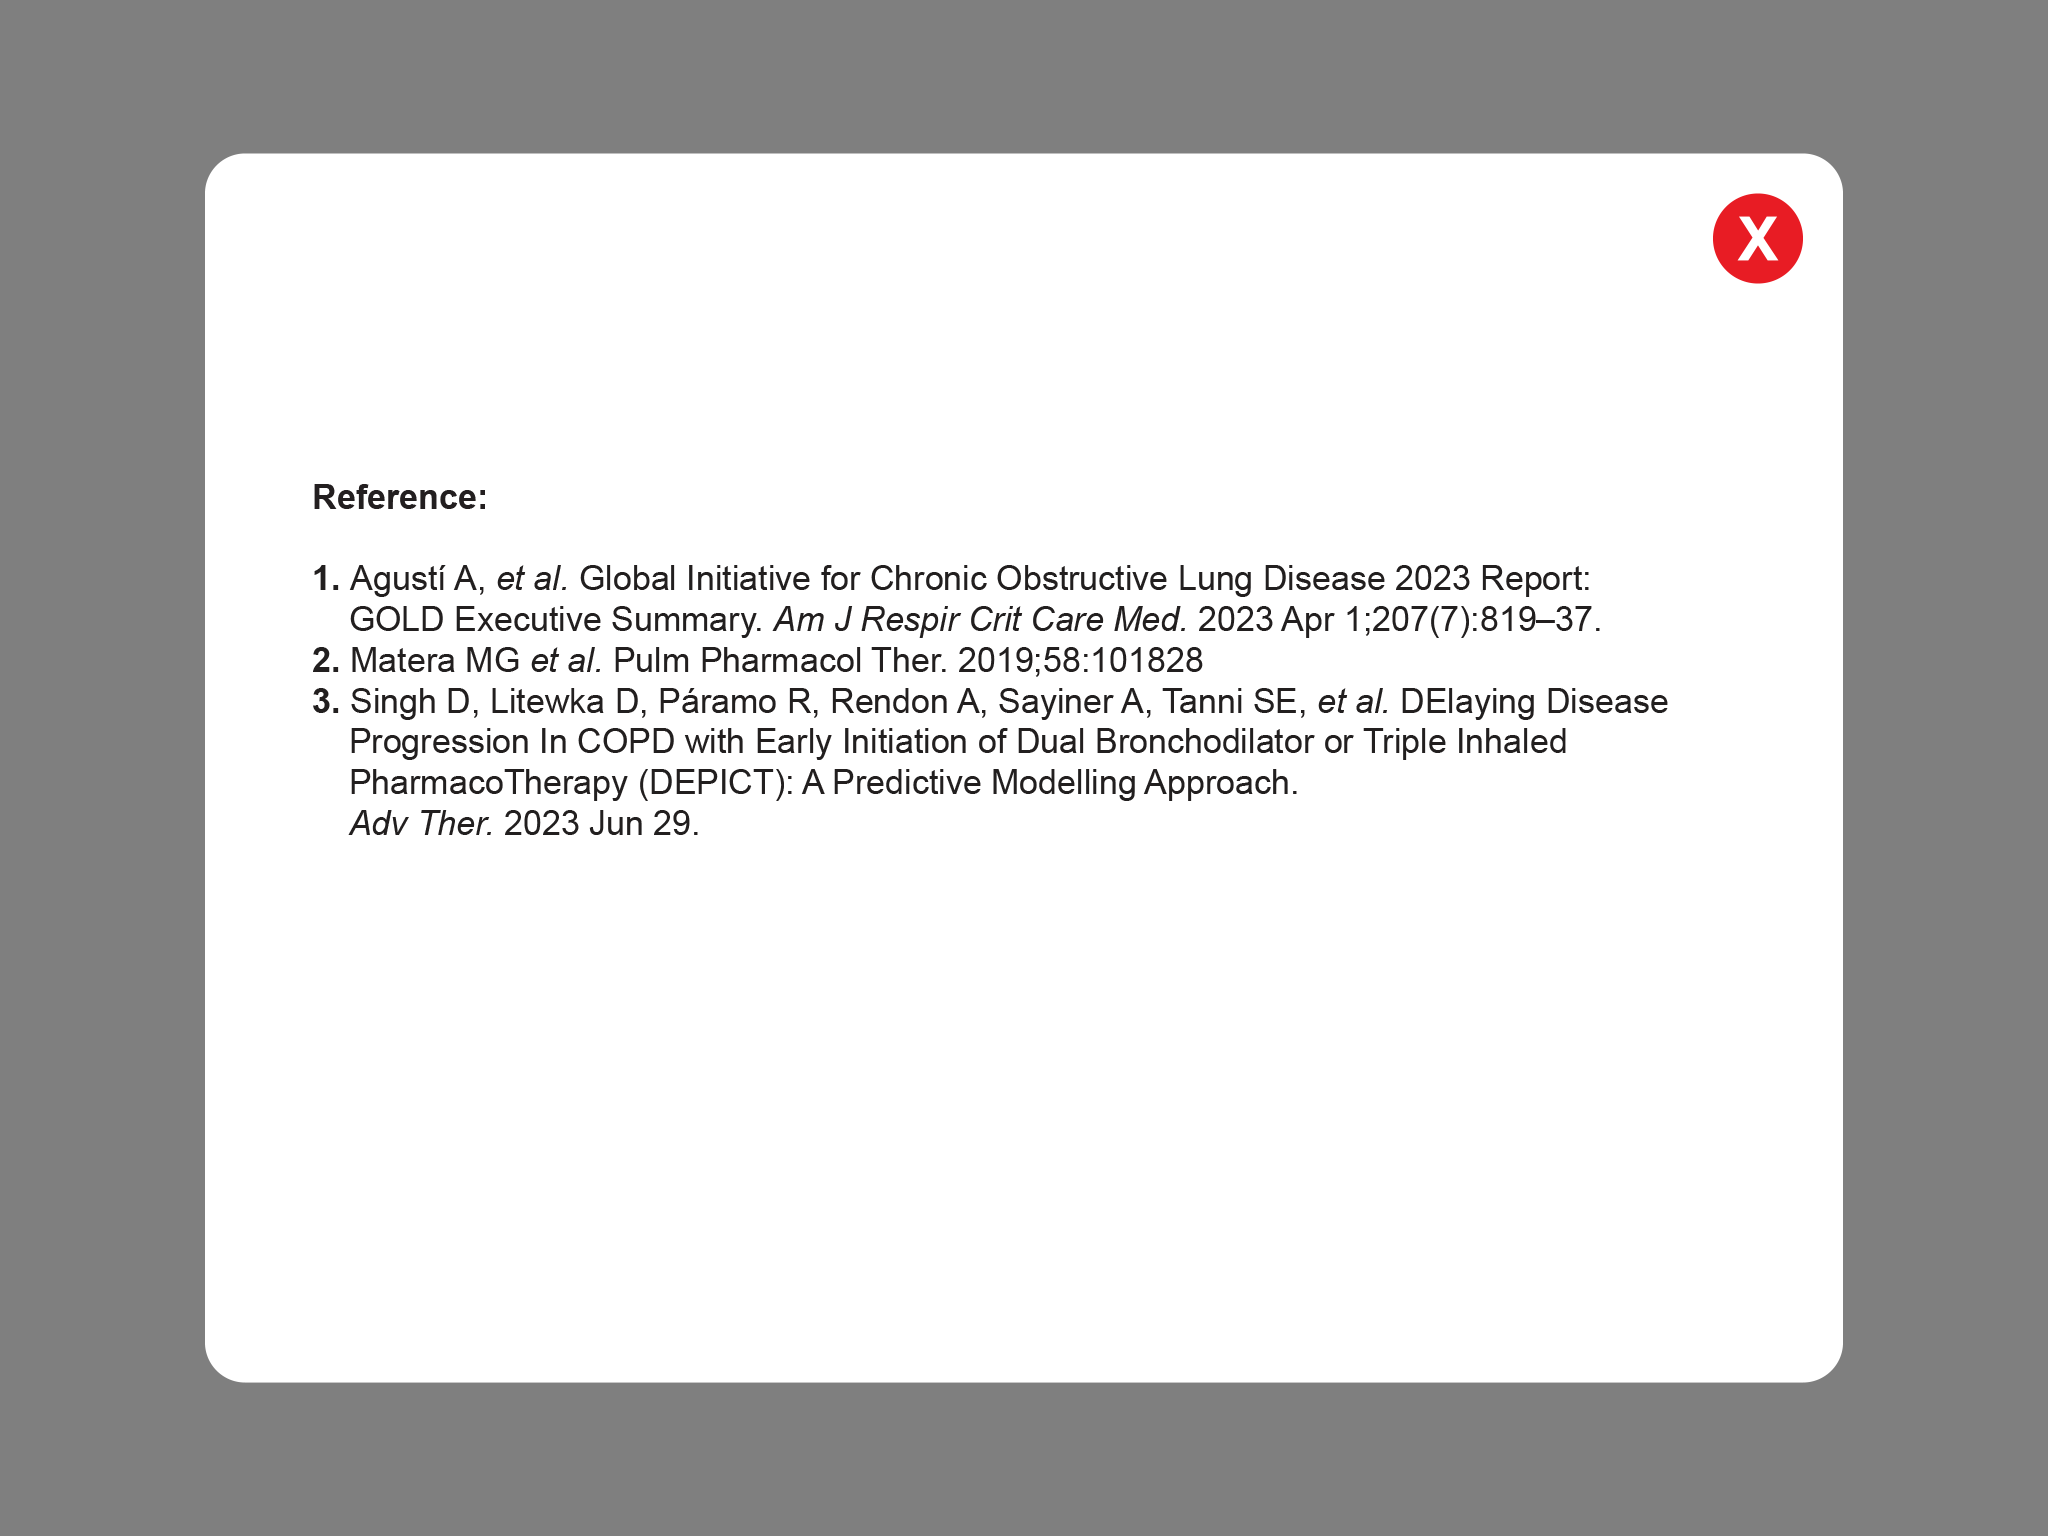 X
Reference:
1. Agustí A, et al. Global Initiative for Chronic Obstructive Lung Disease 2023 Report:
GOLD Executive Summary. Am J Respir Crit Care Med. 2023 Apr 1;207(7):819–37.
2. Matera MG et al. Pulm Pharmacol Ther. 2019;58:101828
3. Singh D, Litewka D, Páramo R, Rendon A, Sayiner A, Tanni SE, et al. DElaying Disease
Progression In COPD with Early Initiation of Dual Bronchodilator or Triple Inhaled
PharmacoTherapy (DEPICT): A Predictive Modelling Approach.
Adv Ther. 2023 Jun 29.